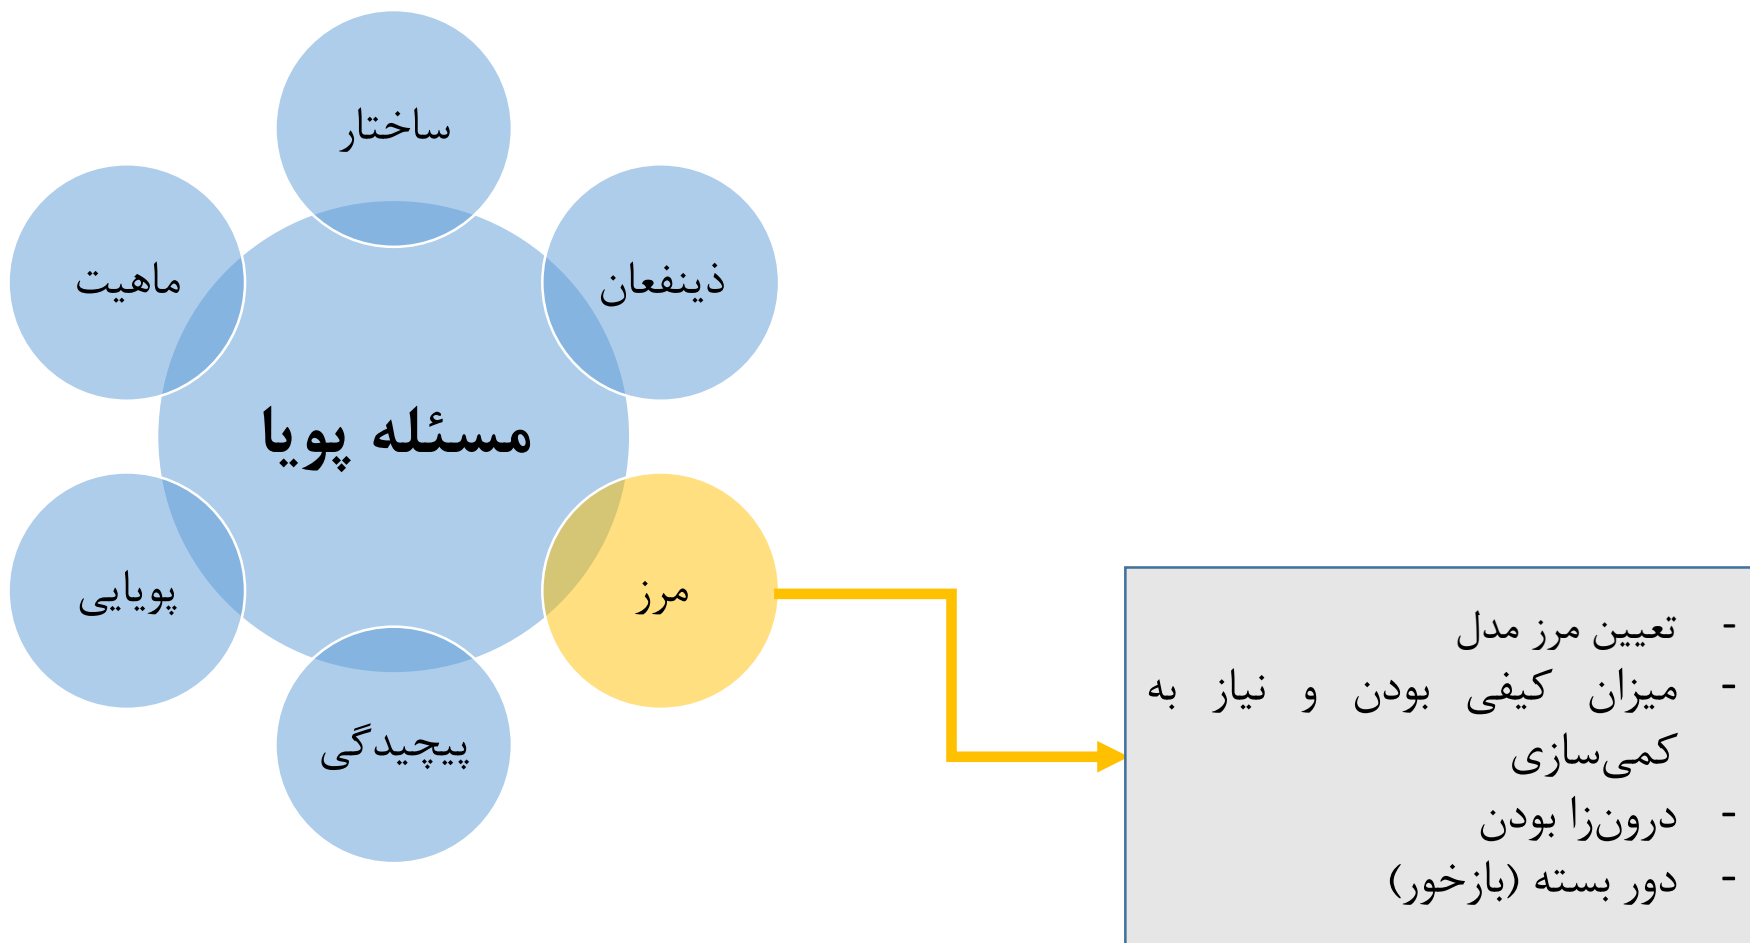 ساختار
ذینفعان
ماهیت
مسئله پویا
پویایی
مرز
پیچیدگی
- تعیین مرز مدل
- میزان کیفی بودن و نیاز به
کمی‌سازی
- درون‌زا بودن
- دور بسته (بازخور)